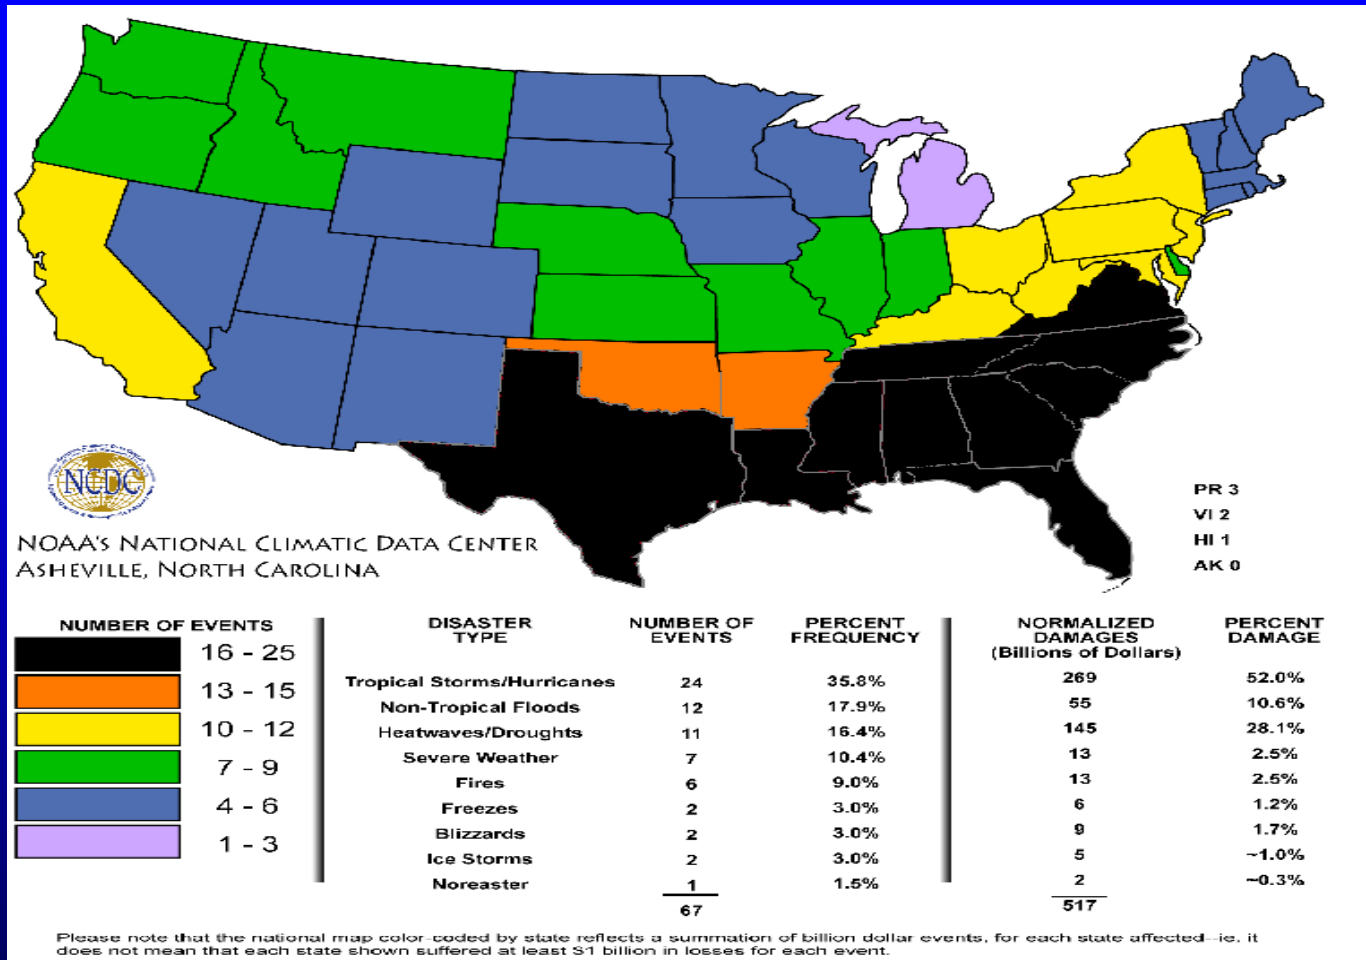 NCDC
NOAA'S NATIONAL CLIMATIC DATA CENTER
ASHEVILLE, NORTH CAROLINA
PR 3
VI 2
HI 1
AK 0
NUMBER OF EVENTS
16 - 25
13 - 15
10 - 12
7 - 9
4 - 6
1 - 3
DISASTER TYPE NUMBER OF EVENTS PERCENT FREQUENCY NORMALIZED DAMAGES (Billions of Dollars) PERCENT DAMAGE
Tropical Storms/Hurricanes 24 35.8% 269 52.0%
Non-Tropical Floods 12 17.9% 55 10.6%
Heatwaves/Droughts 11 16.4% 145 28.1%
Severe Weather 7 10.4% 13 2.5%
Fires 6 9.0% 13 2.5%
Freezes 2 3.0% 6 1.2%
Blizzards 2 3.0% 9 1.7%
Ice Storms 2 3.0% 5 ~1.0%
Noreaster 1 1.5% 2 ~0.3%
67 517
Please note that the national map color-coded by state reflects a summation of billion dollar events, for each state affected--ie, it
does not mean that each state shown suffered at least $1 billion in losses for each event.